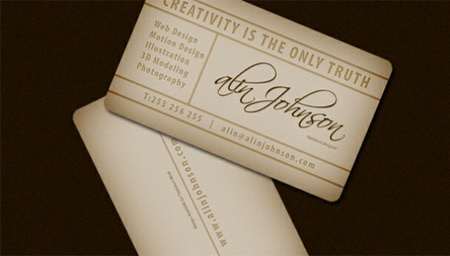 CREATIVITY IS THE ONLY TRUTH
Web Design
Motion Design
Illustration
3D Modeling
Photography
alin Johnson
T:253 256 255 | alin@alinjohnson.com
www.alinjohnson.com